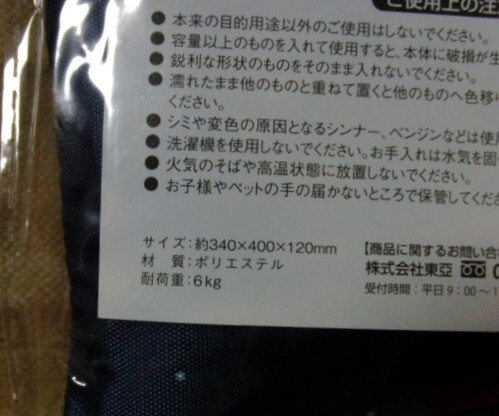 ご使用上の注
● 本来の目的用途以外のご使用はしないでください。
● 容量以上のものを入れて使用すると、本体に破損が生
● 鋭利な形状のものをそのまま入れないでください。
● 濡れたまま他のものと重ねて置くと他のものへ色移り
ください。
● シミや変色の原因となるシンナー、ベンジンなどは使用
● 洗濯機を使用しないでください。お手入れは水気を固
● 火気のそばや高温状態に放置しないでください。
● お子様やペットの手の届かないところで保管してくださ
サイズ:約340×400×120mm
材 質:ポリエステル
耐荷重:6kg
【商品に関するお問い合わ
株式会社東亞
受付時間:平日9:00〜1